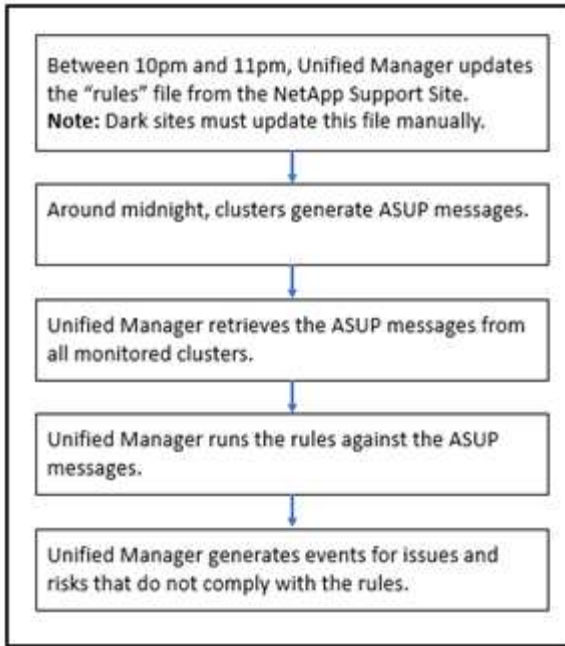 Between 10pm and 11pm, Unified Manager updates
the “rules” file from the NetApp Support Site.
Note: Dark sites must update this file manually.
Around midnight, clusters generate ASUP messages.
Unified Manager retrieves the ASUP messages from
all monitored clusters.
Unified Manager runs the rules against the ASUP
messages.
Unified Manager generates events for issues and
risks that do not comply with the rules.